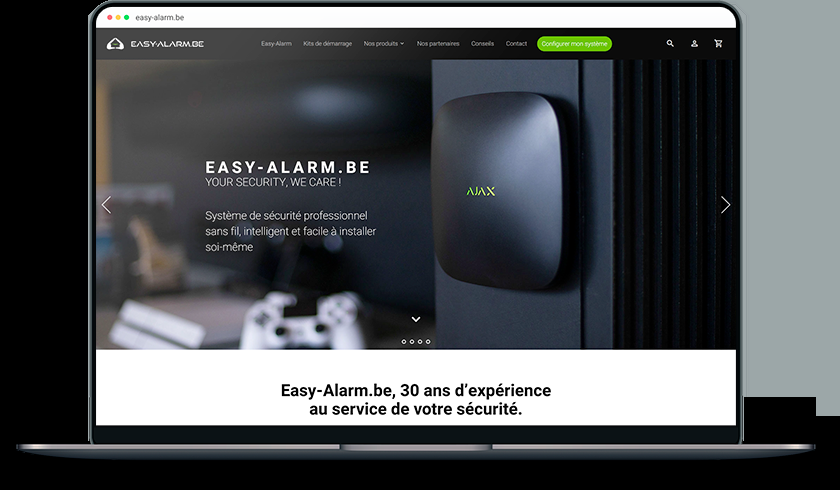 easy-alarm.be
EASY-ALARM.BE
Easy-Alarm
Kits de démarrage
Nos produits
Nos partenaires
Conseils
Contact
Configurer mon système
EASY-ALARM.BE
YOUR SECURITY, WE CARE !
Système de sécurité professionnel
sans fil, intelligent et facile à installer
soi-même
AJAX
Easy-Alarm.be, 30 ans d’expérience
au service de votre sécurité.